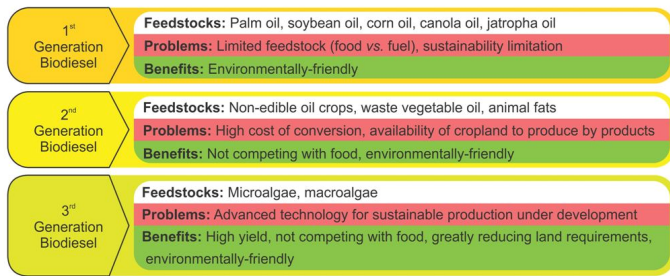 1st
Generation
Biodiesel
Feedstocks: Palm oil, soybean oil, corn oil, canola oil, jatropha oil
Problems: Limited feedstock (food vs. fuel), sustainability limitation
Benefits: Environmentally-friendly
2nd
Generation
Biodiesel
Feedstocks: Non-edible oil crops, waste vegetable oil, animal fats
Problems: High cost of conversion, availability of cropland to produce by products
Benefits: Not competing with food, environmentally-friendly
3rd
Generation
Biodiesel
Feedstocks: Microalgae, macroalgae
Problems: Advanced technology for sustainable production under development
Benefits: High yield, not competing with food, greatly reducing land requirements,
environmentally-friendly